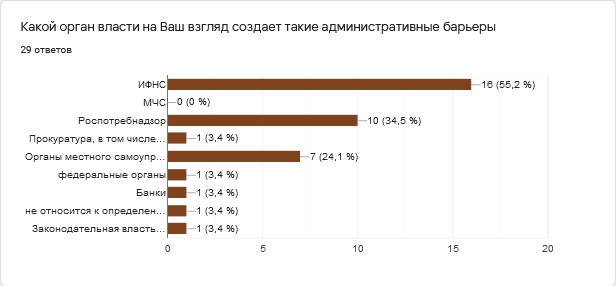 Какой орган власти на Ваш взгляд создает такие административные барьеры
29 ответов
ИФНС 16 (55,2 %)
МЧС 0 (0 %)
Роспотребнадзор 10 (34,5 %)
Прокуратура, в том числе... 1 (3,4 %)
Органы местного самоупр... 7 (24,1 %)
федеральные органы 1 (3,4 %)
Банки 1 (3,4 %)
не относится к определен... 1 (3,4 %)
Законодательная власть... 1 (3,4 %)
0 5 10 15 20